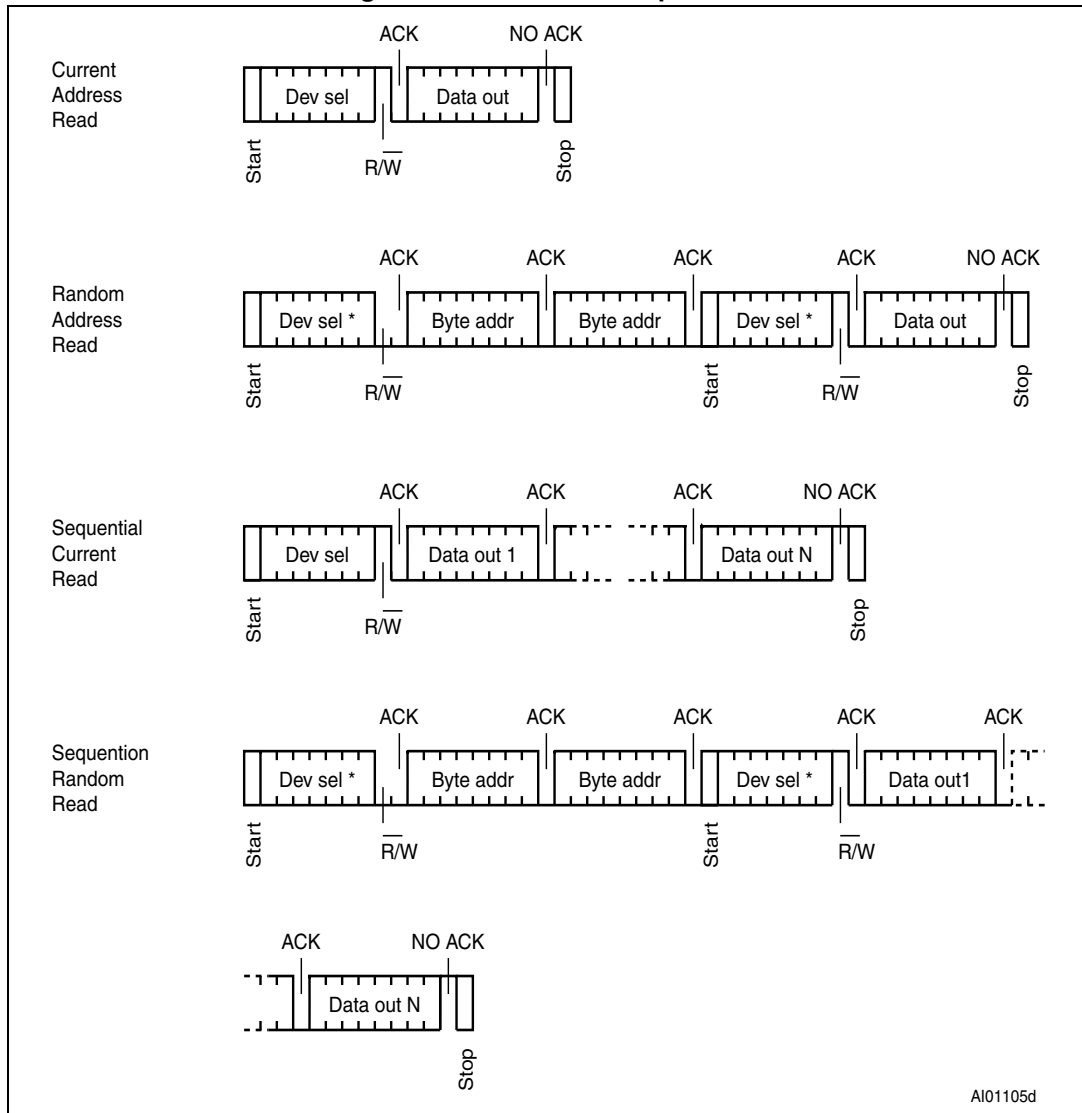 ACK NO ACK
Current
Address
Read
Dev sel Data out
Start R/W̅ Stop
ACK ACK ACK ACK NO ACK
Random
Address
Read
Dev sel * Byte addr Byte addr Dev sel * Data out
Start R/W̅ Start R/W̅ Stop
ACK ACK ACK NO ACK
Sequential
Current
Read
Dev sel Data out 1 Data out N
Start R/W̅ Stop
ACK ACK ACK ACK ACK
Sequention
Random
Read
Dev sel * Byte addr Byte addr Dev sel * Data out1
Start R̅/W Start R̅/W
ACK NO ACK
Data out N
Stop
AI01105d